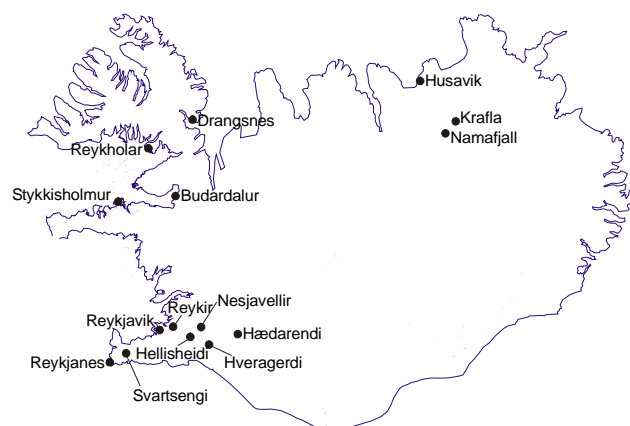 Husavik
Drangsnes
Krafla
Namafjall
Reykholar
Stykkisholmur
Budardalur
Nesjavellir
Reykir
Reykjavik
Hædarendi
Hellisheidi
Hveragerdi
Reykjanes
Svartsengi